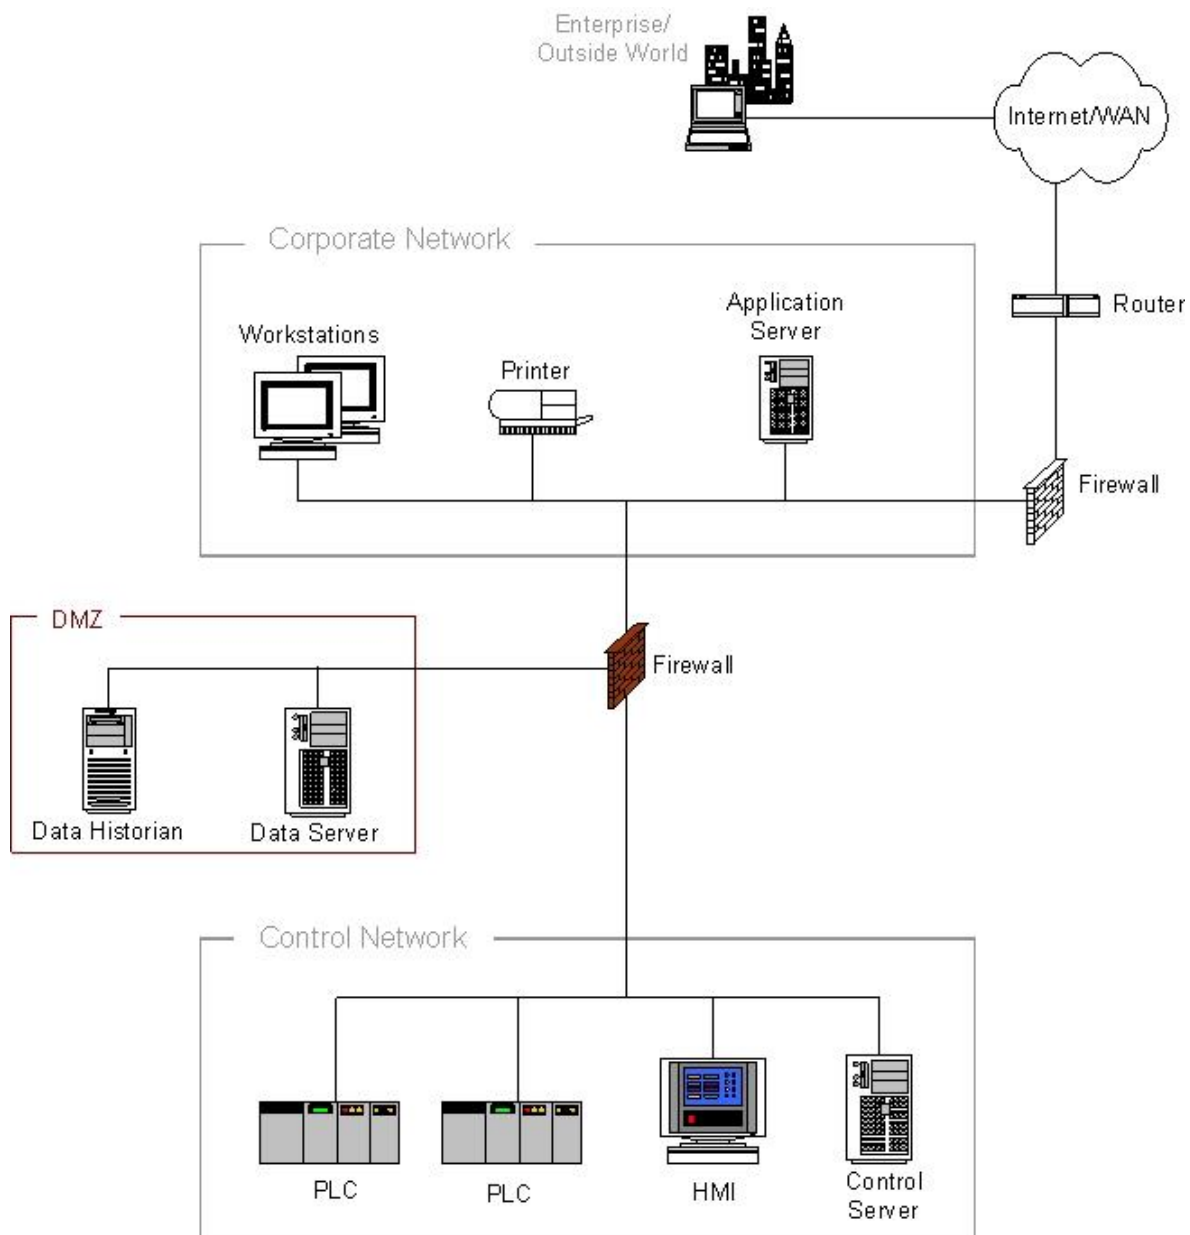 Enterprise/
Outside World
Internet/WAN
Corporate Network
Router
Application
Server
Workstations
Printer
Firewall
DMZ
Firewall
Data Historian
Data Server
Control Network
PLC
PLC
HMI
Control
Server